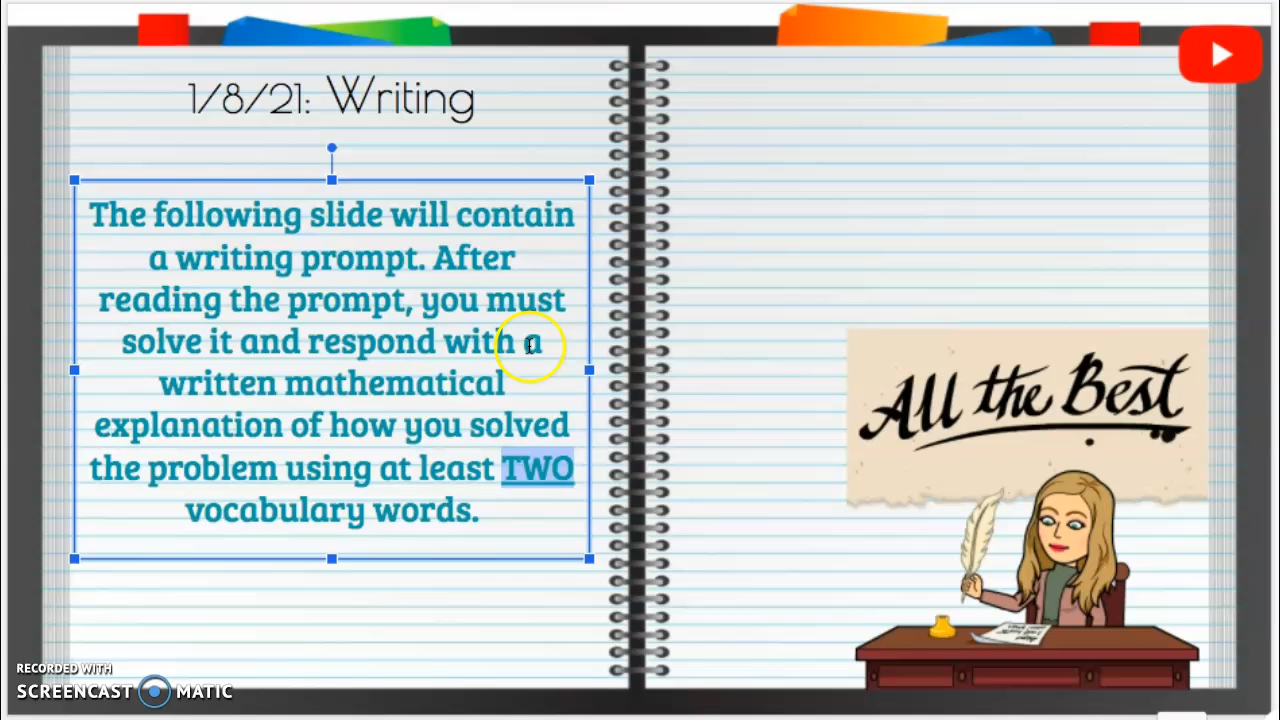 1/8/21: Writing
The following slide will contain
a writing prompt. After
reading the prompt, you must
solve it and respond with a
written mathematical
explanation of how you solved
the problem using at least TWO
vocabulary words.
All the Best
RECORDED WITH
SCREENCAST MATIC